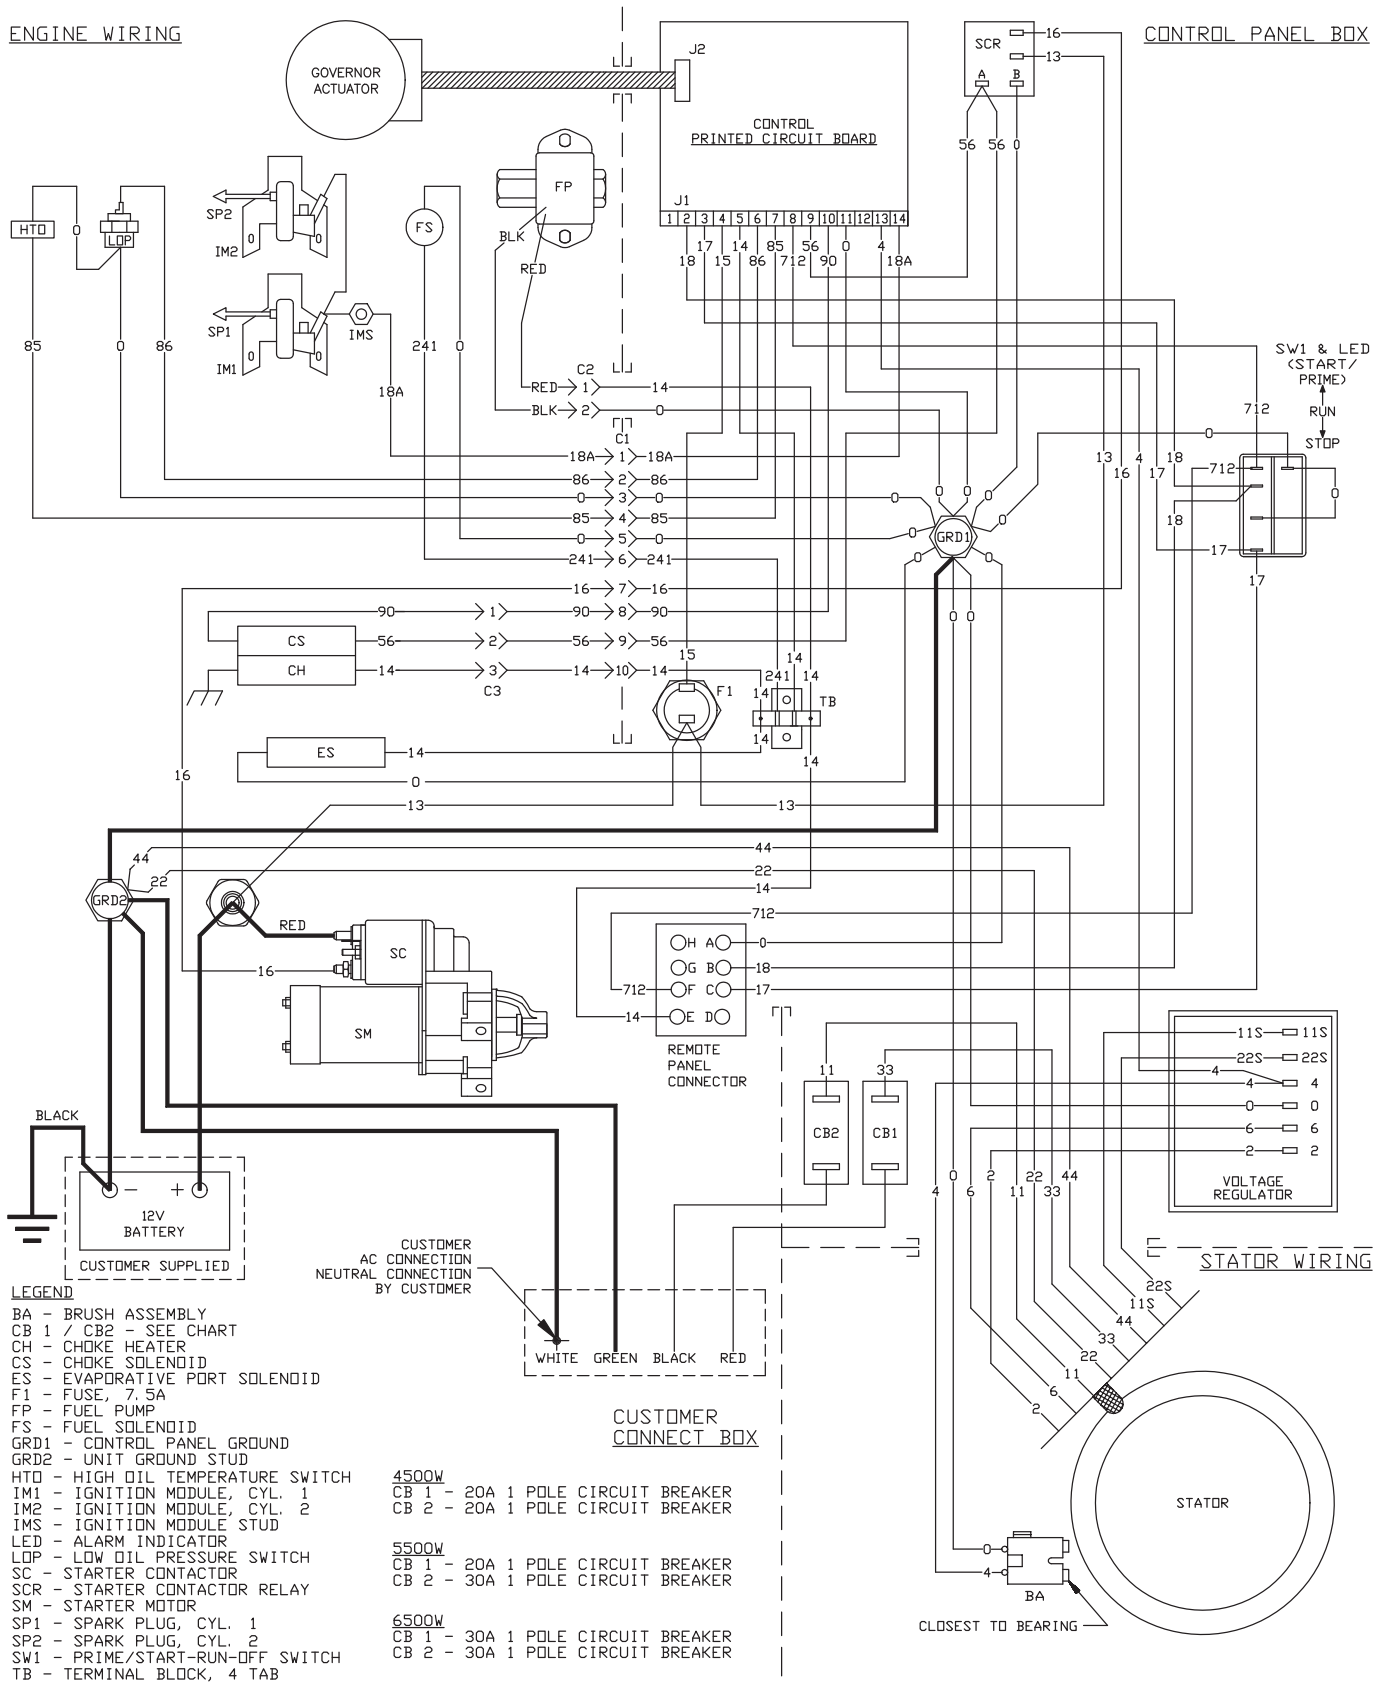 ENGINE WIRING
CONTROL PANEL BOX
GOVERNOR
ACTUATOR
J2
CONTROL
PRINTED CIRCUIT BOARD
J1
1 2 3 4 5 6 7 8 9 10 11 12 13 14
SCR
16
13
A B
56 56 0
17 14 85 56 0 4
18 15 86 712 90 18A
HTO
0
LOP
SP2
IM2
SP1
IM1
IMS
FS
FP
BLK
RED
85
0
86
18A
241
0
C2
RED 1 14
BLK 2 0
C1
18A 1 18A
86 2 86
0 3 0
85 4 85
0 5 0
241 6 241
16 7 16
90 1 90 8 90
CS 56 2 56 9 56
CH 14 3 14 10 14
C3
SW1 & LED
(START/
PRIME)
RUN
STOP
712
0
13
16
4
17
18
712
18
0
17
17
0
0
0
0
0
0
GRD1
0
0
0
0
15
F1
14
241
14
14
14
14
TB
ES 14
0
16
13
13
44
44
22
22
14
712
GRD2
RED
SC
16
SM
H A 0
G B 18
712 F C 17
14 E D
REMOTE
PANEL
CONNECTOR
11
33
CB2
CB1
11S 11S
22S 22S
4
4 4
0 0
6 6
2 2
VOLTAGE
REGULATOR
4
0
6
2
11
22
33
44
BLACK
- +
12V
BATTERY
CUSTOMER SUPPLIED
CUSTOMER
AC CONNECTION
NEUTRAL CONNECTION
BY CUSTOMER
WHITE GREEN BLACK RED
CUSTOMER
CONNECT BOX
STATOR WIRING
22S
11S
44
33
22
11
6
2
STATOR
0
4
BA
CLOSEST TO BEARING
LEGEND
BA - BRUSH ASSEMBLY
CB 1 / CB2 - SEE CHART
CH - CHOKE HEATER
CS - CHOKE SOLENOID
ES - EVAPORATIVE PORT SOLENOID
F1 - FUSE, 7.5A
FP - FUEL PUMP
FS - FUEL SOLENOID
GRD1 - CONTROL PANEL GROUND
GRD2 - UNIT GROUND STUD
HTO - HIGH OIL TEMPERATURE SWITCH
IM1 - IGNITION MODULE, CYL. 1
IM2 - IGNITION MODULE, CYL. 2
IMS - IGNITION MODULE STUD
LED - ALARM INDICATOR
LOP - LOW OIL PRESSURE SWITCH
SC - STARTER CONTACTOR
SCR - STARTER CONTACTOR RELAY
SM - STARTER MOTOR
SP1 - SPARK PLUG, CYL. 1
SP2 - SPARK PLUG, CYL. 2
SW1 - PRIME/START-RUN-OFF SWITCH
TB - TERMINAL BLOCK, 4 TAB
4500W
CB 1 - 20A 1 POLE CIRCUIT BREAKER
CB 2 - 20A 1 POLE CIRCUIT BREAKER
5500W
CB 1 - 20A 1 POLE CIRCUIT BREAKER
CB 2 - 30A 1 POLE CIRCUIT BREAKER
6500W
CB 1 - 30A 1 POLE CIRCUIT BREAKER
CB 2 - 30A 1 POLE CIRCUIT BREAKER